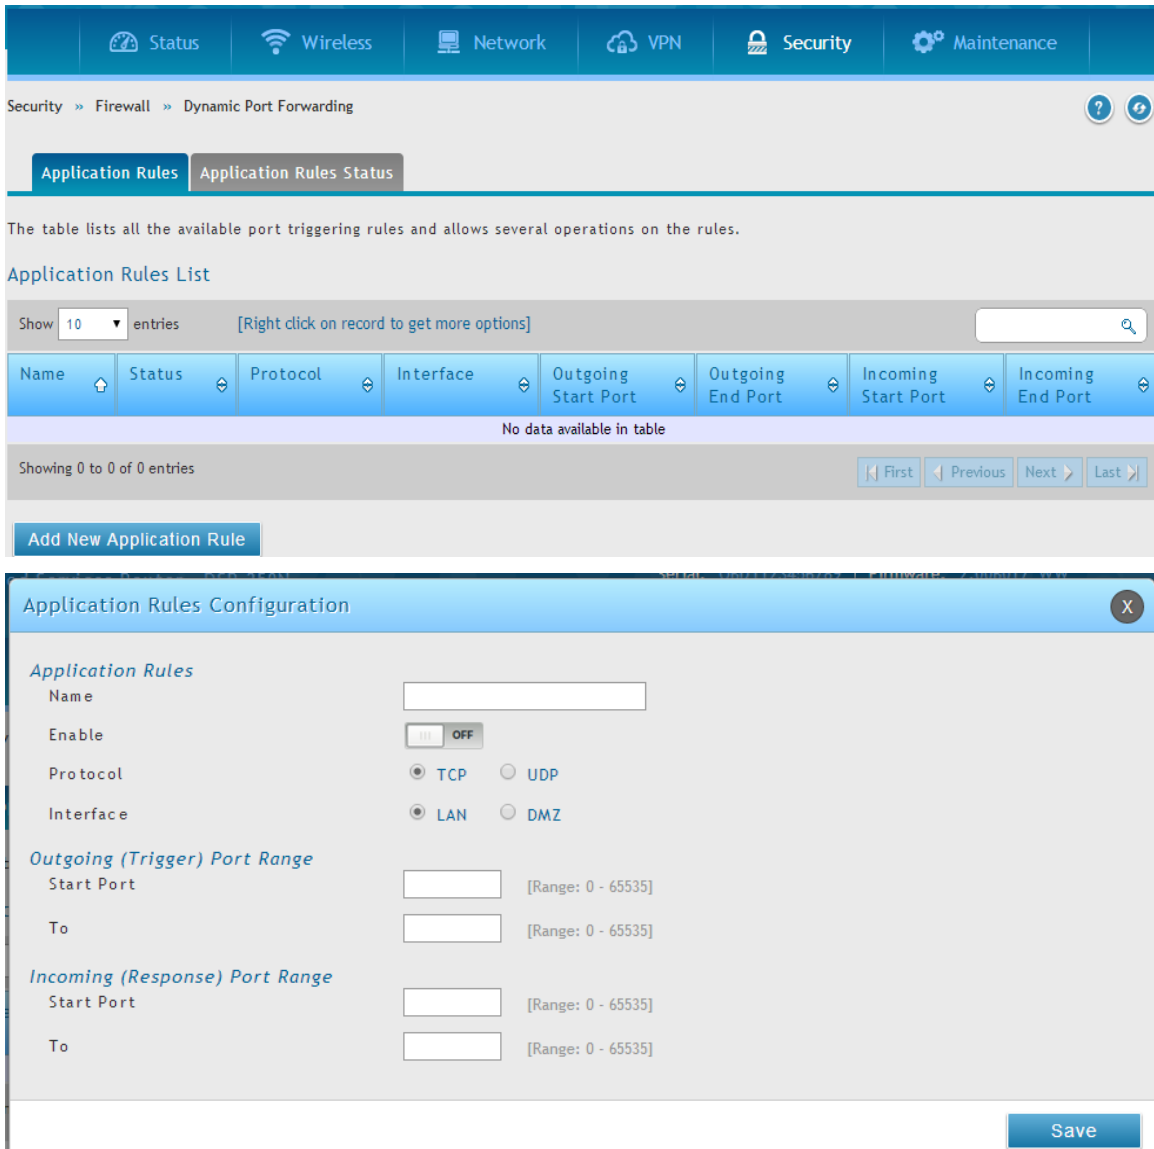 Status Wireless Network VPN Security Maintenance
Security » Firewall » Dynamic Port Forwarding ?
Application Rules Application Rules Status
The table lists all the available port triggering rules and allows several operations on the rules.
Application Rules List
Show 10 entries [Right click on record to get more options]
Name Status Protocol Interface Outgoing Start Port Outgoing End Port Incoming Start Port Incoming End Port
No data available in table
Showing 0 to 0 of 0 entries First Previous Next Last
Add New Application Rule
Application Rules Configuration X
Application Rules
Name
Enable OFF
Protocol TCP UDP
Interface LAN DMZ
Outgoing (Trigger) Port Range
Start Port [Range: 0 - 65535]
To [Range: 0 - 65535]
Incoming (Response) Port Range
Start Port [Range: 0 - 65535]
To [Range: 0 - 65535]
Save